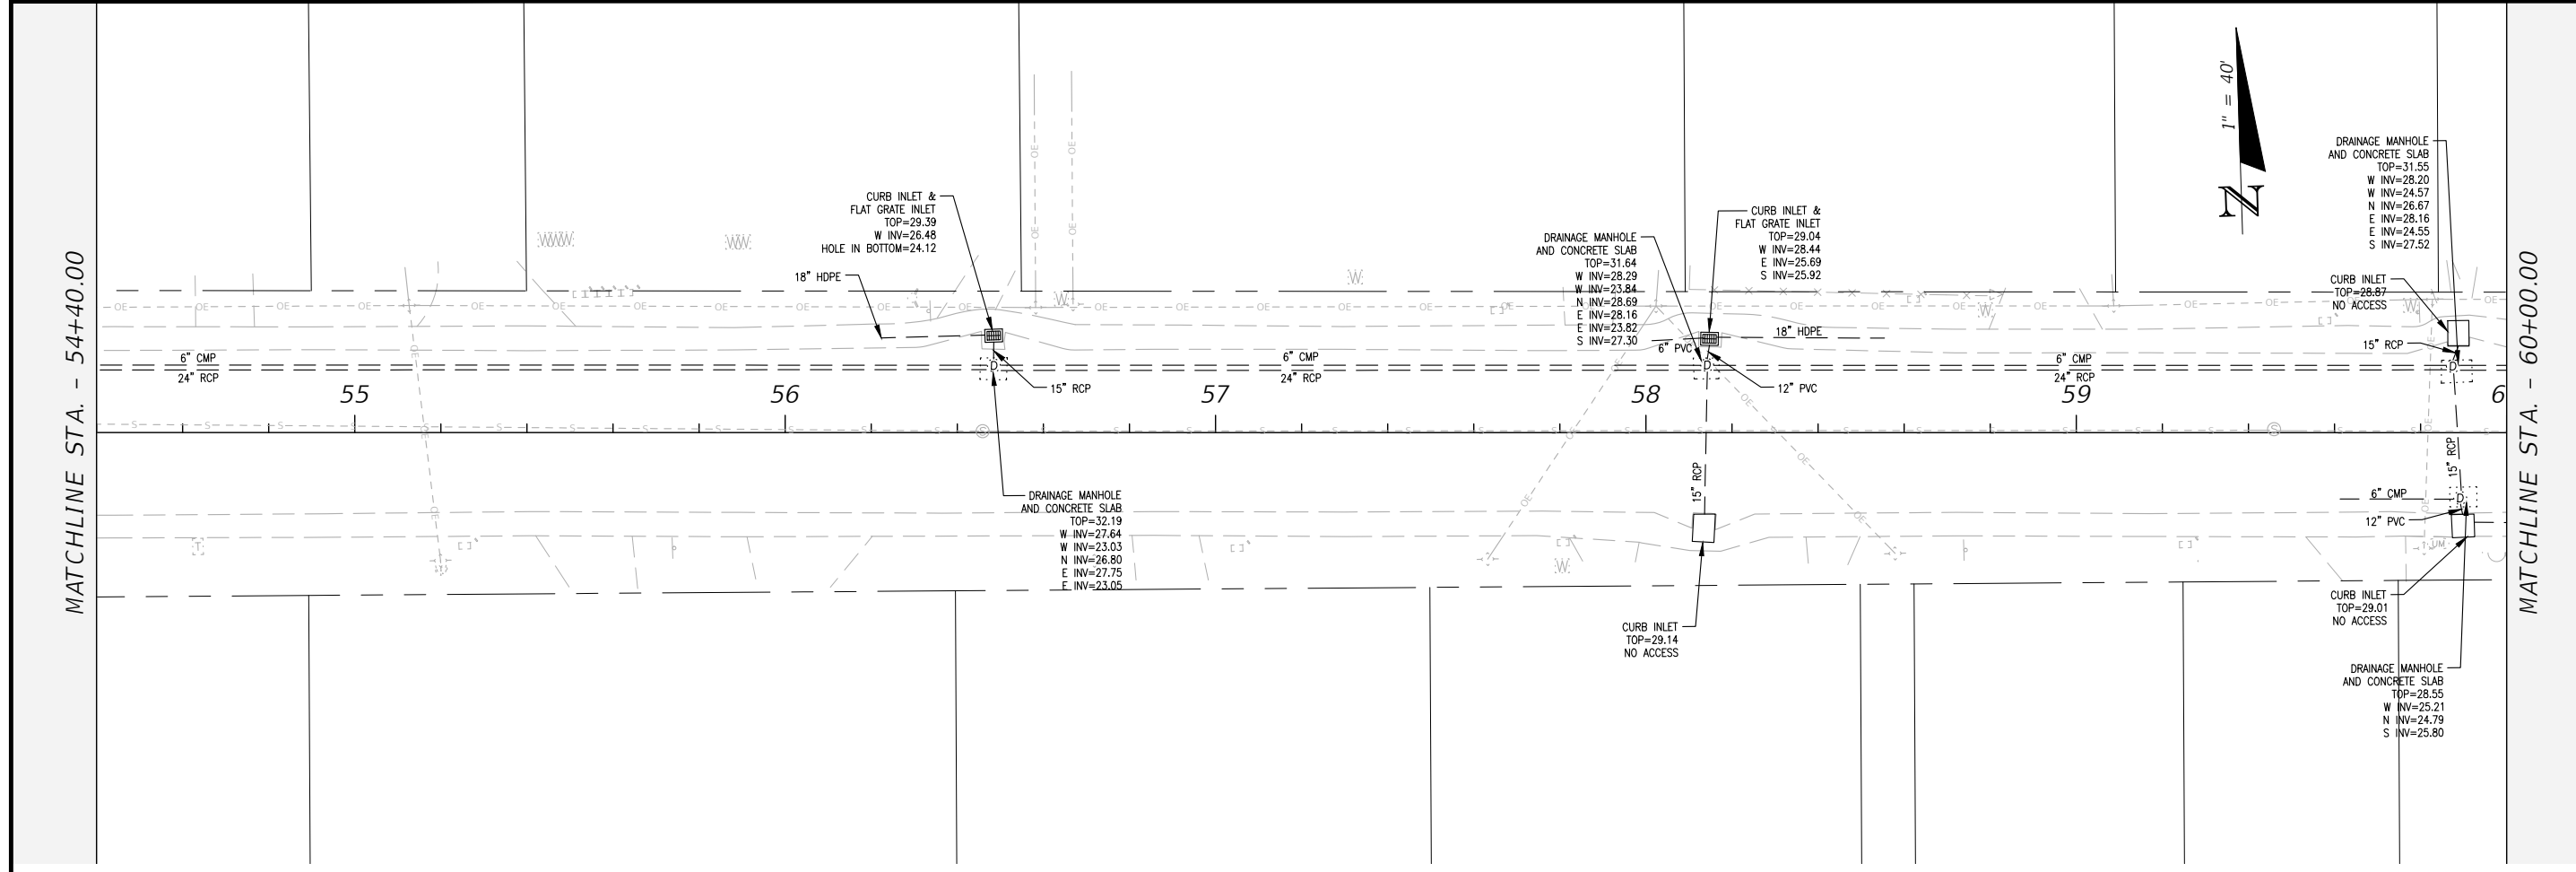 MATCHLINE STA. - 54+40.00
1" = 40'
N
CURB INLET &
FLAT GRATE INLET
TOP=29.39
W INV=26.48
HOLE IN BOTTOM=24.12
18" HDPE
DRAINAGE MANHOLE
AND CONCRETE SLAB
TOP=31.64
W INV=28.29
W INV=23.84
N INV=28.69
E INV=28.16
E INV=23.82
S INV=27.30
CURB INLET &
FLAT GRATE INLET
TOP=29.04
W INV=28.44
E INV=25.69
S INV=25.92
DRAINAGE MANHOLE
AND CONCRETE SLAB
TOP=31.55
W INV=28.20
W INV=24.57
N INV=26.67
E INV=28.16
E INV=24.55
S INV=27.52
CURB INLET
TOP=28.87
NO ACCESS
18" HDPE
6" PVC
15" RCP
6" CMP
24" RCP
6" CMP
24" RCP
6" CMP
24" RCP
15" RCP
12" PVC
55
56
57
58
59
6
15" RCP
15" RCP
DRAINAGE MANHOLE
AND CONCRETE SLAB
TOP=32.19
W INV=27.64
W INV=23.03
N INV=26.80
E INV=27.75
E INV=23.05
6" CMP
12" PVC
CURB INLET
TOP=29.14
NO ACCESS
CURB INLET
TOP=29.01
NO ACCESS
DRAINAGE MANHOLE
AND CONCRETE SLAB
TOP=28.55
W INV=25.21
N INV=24.79
S INV=25.80
MATCHLINE STA. - 60+00.00